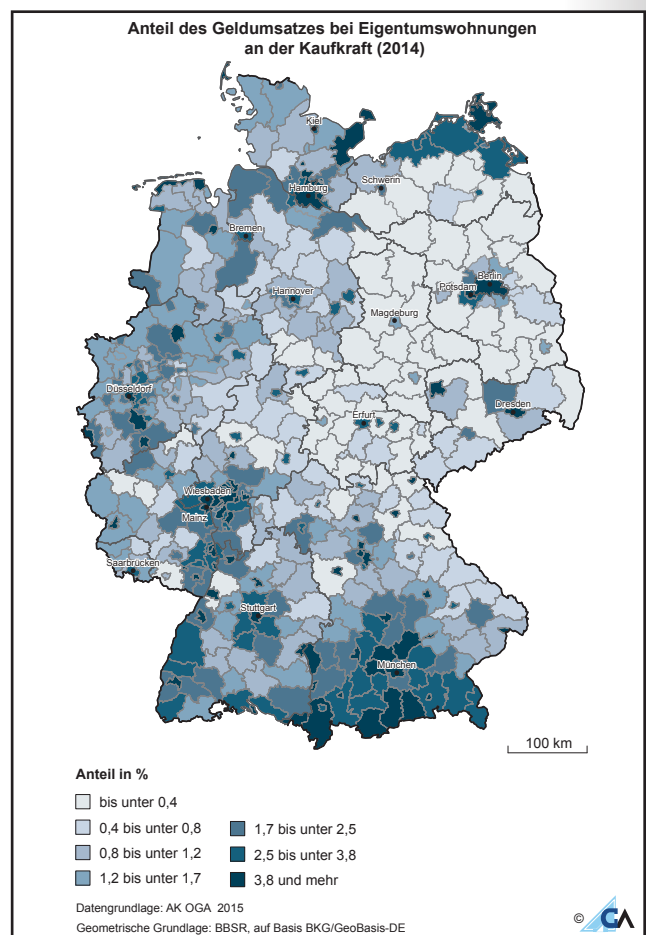 Anteil des Geldumsatzes bei Eigentumswohnungen
an der Kaufkraft (2014)
Kiel
Schwerin
Hamburg
Bremen
Berlin
Potsdam
Hannover
Magdeburg
Düsseldorf
Dresden
Erfurt
Wiesbaden
Mainz
Saarbrücken
Stuttgart
München
100 km
Anteil in %
bis unter 0,4
0,4 bis unter 0,8
0,8 bis unter 1,2
1,2 bis unter 1,7
1,7 bis unter 2,5
2,5 bis unter 3,8
3,8 und mehr
Datengrundlage: AK OGA 2015
Geometrische Grundlage: BBSR, auf Basis BKG/GeoBasis-DE
© GA